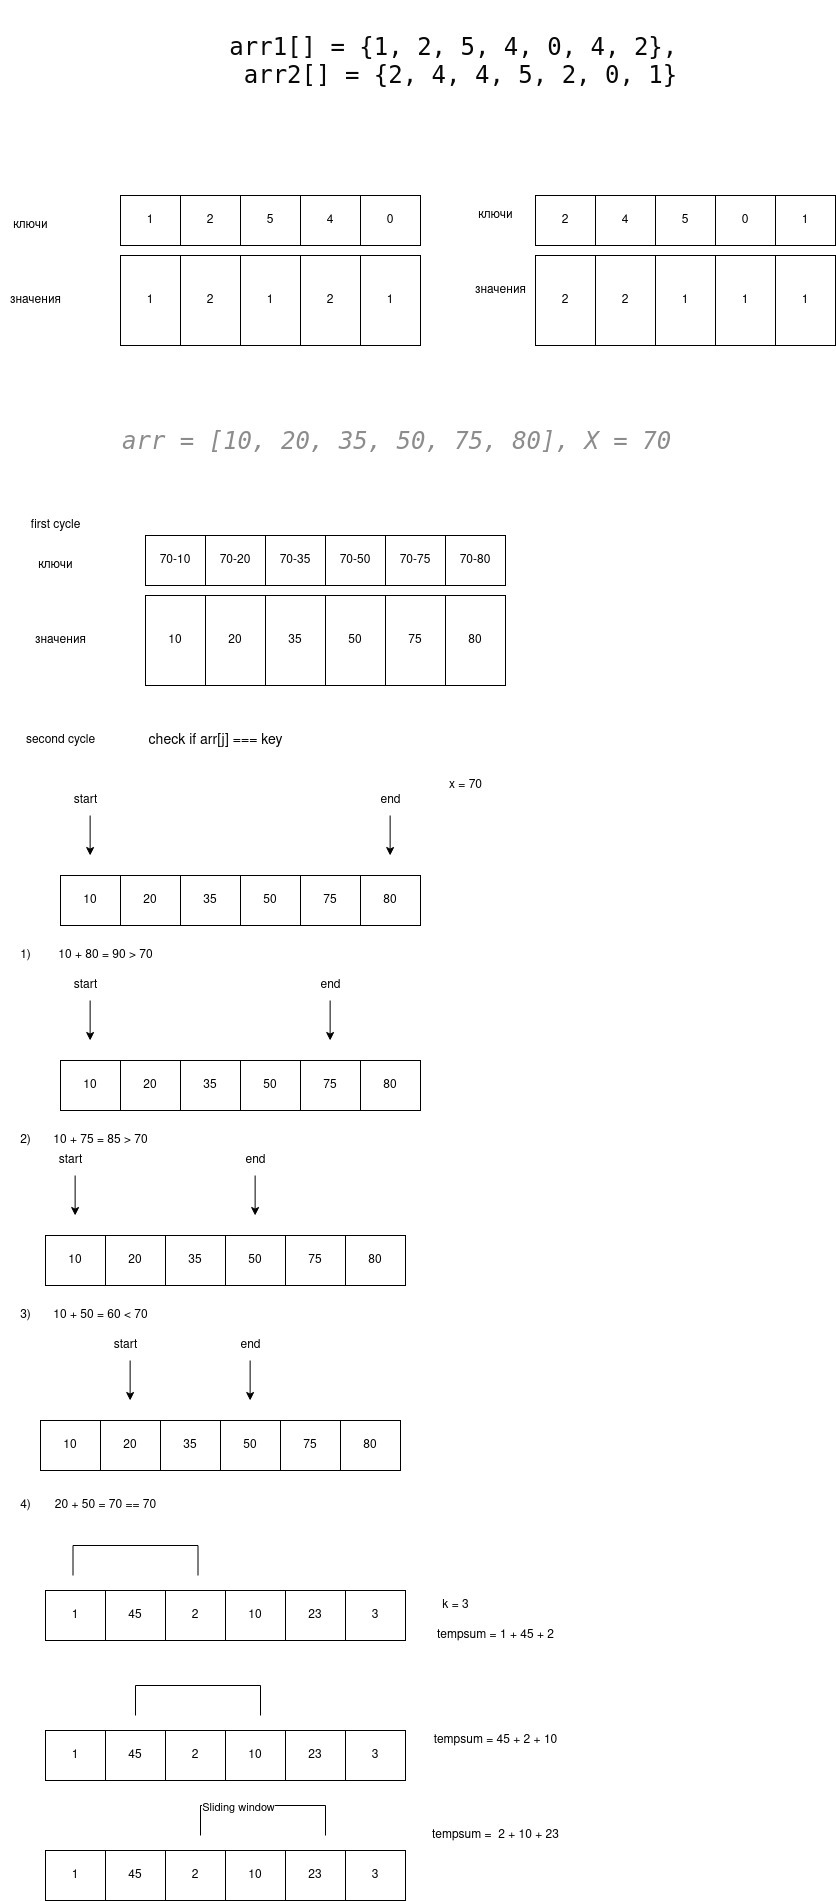 arr1[] = {1, 2, 5, 4, 0, 4, 2},
arr2[] = {2, 4, 4, 5, 2, 0, 1}
ключи 1 2 5 4 0
значения 1 2 1 2 1
ключи 2 4 5 0 1
значения 2 2 1 1 1
arr = [10, 20, 35, 50, 75, 80], X = 70
first cycle
ключи 70-10 70-20 70-35 70-50 70-75 70-80
значения 10 20 35 50 75 80
second cycle check if arr[j] === key
x = 70
start end
10 20 35 50 75 80
1) 10 + 80 = 90 > 70
start end
10 20 35 50 75 80
2) 10 + 75 = 85 > 70
start end
10 20 35 50 75 80
3) 10 + 50 = 60 < 70
start end
10 20 35 50 75 80
4) 20 + 50 = 70 == 70
k = 3
1 45 2 10 23 3
tempsum = 1 + 45 + 2
1 45 2 10 23 3
tempsum = 45 + 2 + 10
Sliding window
tempsum = 2 + 10 + 23
1 45 2 10 23 3